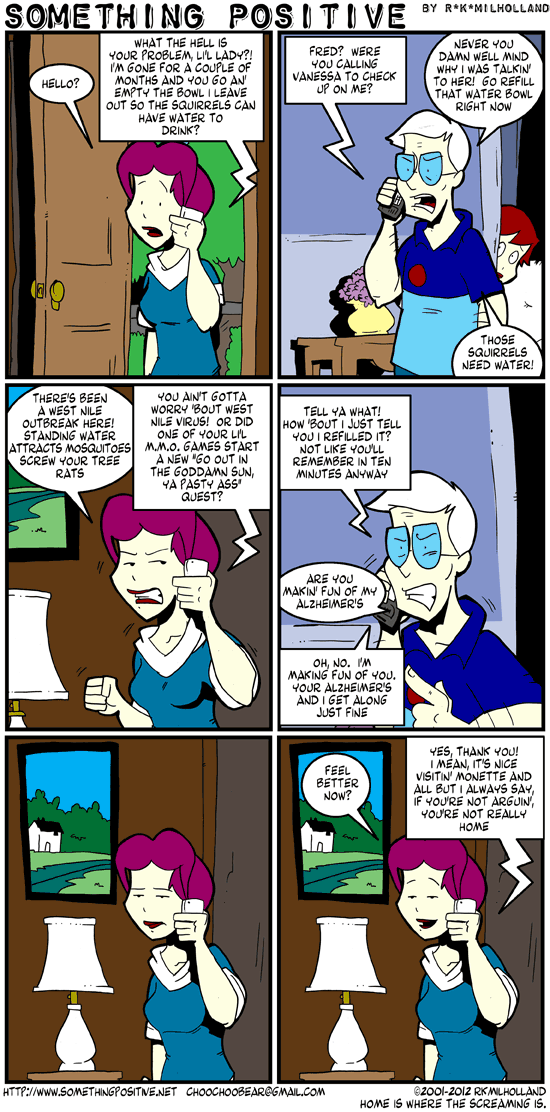 SOMETHING POSITIVE
BY R*K*MILHOLLAND
HELLO?
WHAT THE HELL IS
YOUR PROBLEM, LI'L LADY?!
I'M GONE FOR A COUPLE OF
MONTHS AND YOU GO AN'
EMPTY THE BOWL I LEAVE
OUT SO THE SQUIRRELS CAN
HAVE WATER TO
DRINK?
FRED? WERE
YOU CALLING
VANESSA TO CHECK
UP ON ME?
NEVER YOU
DAMN WELL MIND
WHY I WAS TALKIN'
TO HER! GO REFILL
THAT WATER BOWL
RIGHT NOW
THOSE
SQUIRRELS
NEED WATER!
THERE'S BEEN
A WEST NILE
OUTBREAK HERE!
STANDING WATER
ATTRACTS MOSQUITOES
SCREW YOUR TREE
RATS
YOU AIN'T GOTTA
WORRY 'BOUT WEST
NILE VIRUS! OR DID
ONE OF YOUR LI'L
M.M.O. GAMES START
A NEW "GO OUT IN
THE GODDAMN SUN,
YA PASTY ASS"
QUEST?
TELL YA WHAT!
HOW 'BOUT I JUST TELL
YOU I REFILLED IT?
NOT LIKE YOU'LL
REMEMBER IN TEN
MINUTES ANYWAY
ARE YOU
MAKIN' FUN OF MY
ALZHEIMER'S
OH, NO. I'M
MAKING FUN OF YOU.
YOUR ALZHEIMER'S
AND I GET ALONG
JUST FINE
FEEL
BETTER
NOW?
YES, THANK YOU!
I MEAN, IT'S NICE
VISITIN' MONETTE AND
ALL BUT I ALWAYS SAY,
IF YOU'RE NOT ARGUIN',
YOU'RE NOT REALLY
HOME
HTTP://WWW.SOMETHINGPOSITIVE.NET CHOOCHOOBEAR@GMAIL.COM
©2001-2012 RKMILHOLLAND
HOME IS WHERE THE SCREAMING IS.